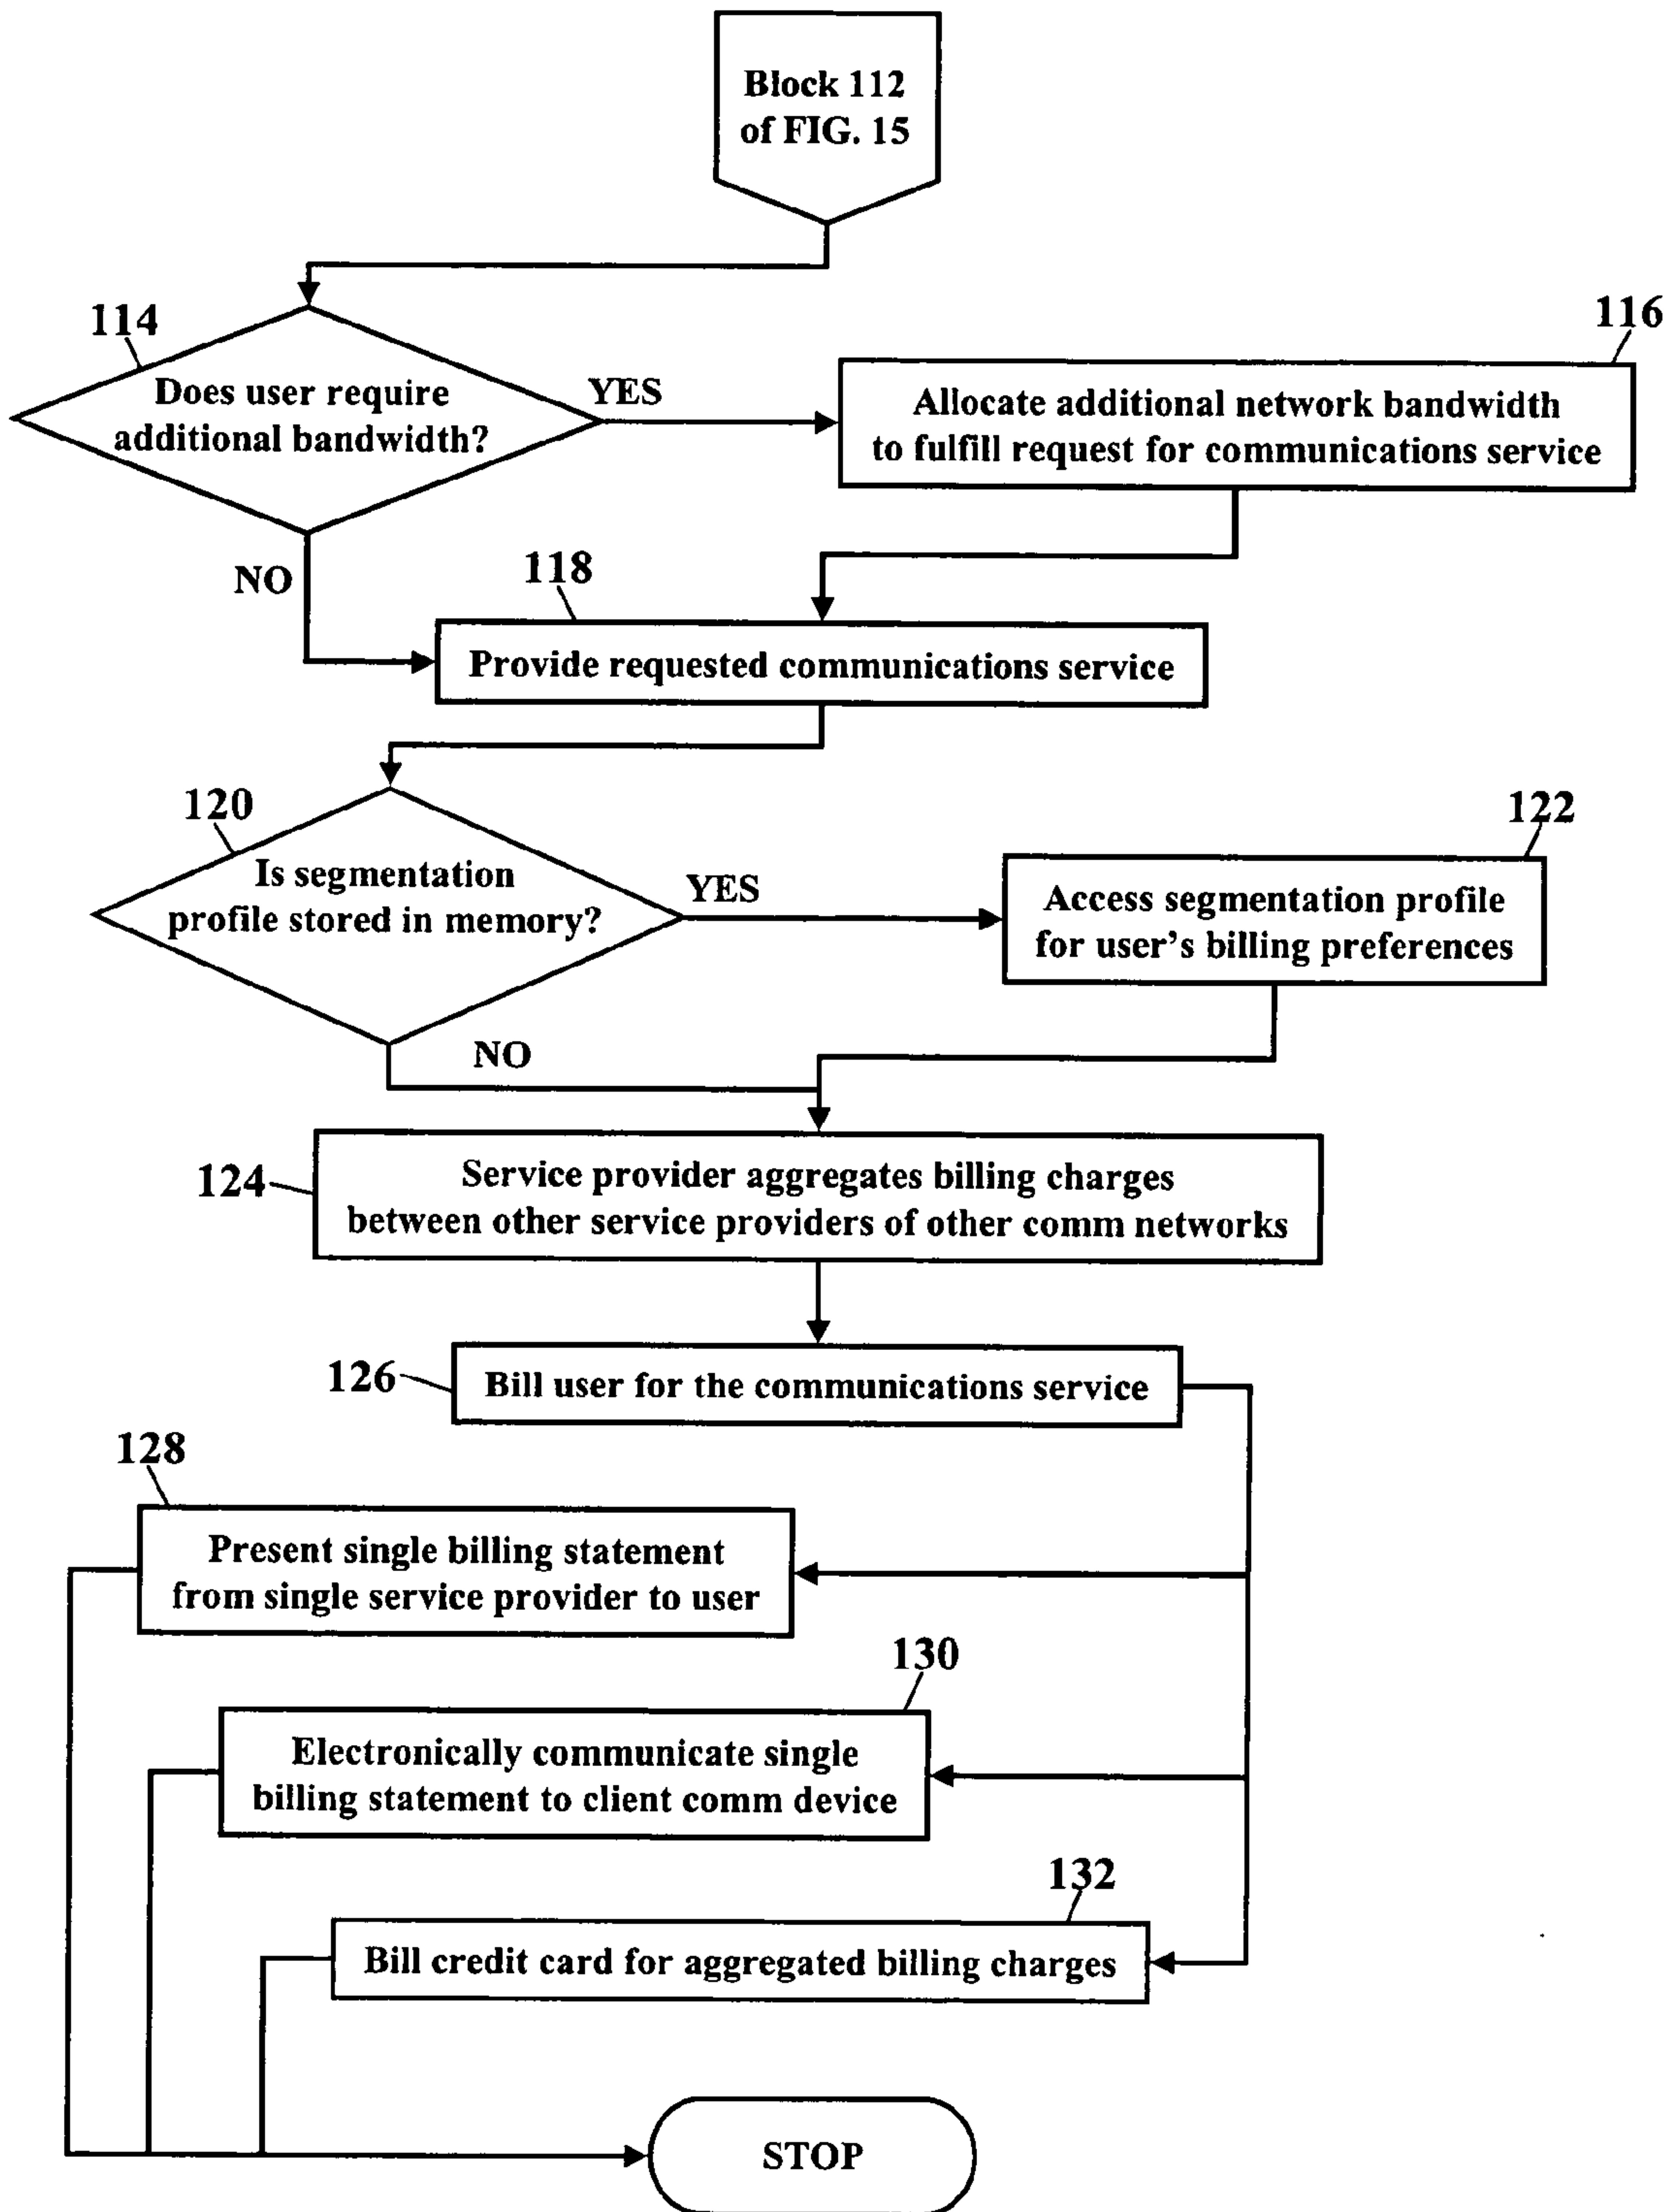 Block 112
of FIG. 15
114
Does user require
additional bandwidth?
YES
116
Allocate additional network bandwidth
to fulfill request for communications service
NO
118
Provide requested communications service
120
Is segmentation
profile stored in memory?
YES
122
Access segmentation profile
for user's billing preferences
NO
124
Service provider aggregates billing charges
between other service providers of other comm networks
126
Bill user for the communications service
128
Present single billing statement
from single service provider to user
130
Electronically communicate single
billing statement to client comm device
132
Bill credit card for aggregated billing charges
STOP